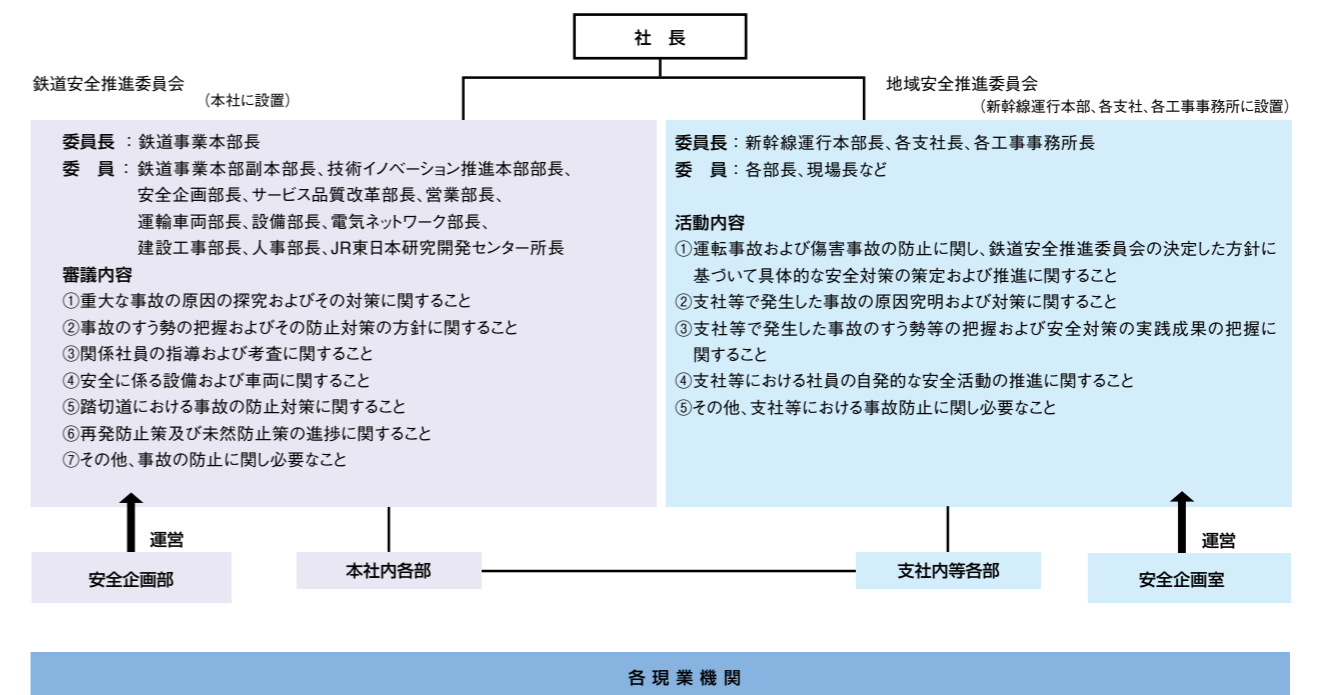 社 長
鉄道安全推進委員会
（本社に設置）
委員長 ：鉄道事業本部長
委 員 ：鉄道事業本部副本部長、技術イノベーション推進本部部長、
安全企画部長、サービス品質改革部長、営業部長、
運輸車両部長、設備部長、電気ネットワーク部長、
建設工事部長、人事部長、JR東日本研究開発センター所長
審議内容
①重大な事故の原因の探究およびその対策に関すること
②事故のすう勢の把握およびその防止対策の方針に関すること
③関係社員の指導および考査に関すること
④安全に係る設備および車両に関すること
⑤踏切道における事故の防止対策に関すること
⑥再発防止策及び未然防止策の進捗に関すること
⑦その他、事故の防止に関し必要なこと
地域安全推進委員会
（新幹線運行本部、各支社、各工事事務所に設置）
委員長：新幹線運行本部長、各支社長、各工事事務所長
委 員：各部長、現場長など
活動内容
①運転事故および傷害事故の防止に関し、鉄道安全推進委員会の決定した方針に
基づいて具体的な安全対策の策定および推進に関すること
②支社等で発生した事故の原因究明および対策に関すること
③支社等で発生した事故のすう勢等の把握および安全対策の実践成果の把握に
関すること
④支社等における社員の自発的な安全活動の推進に関すること
⑤その他、支社等における事故防止に関し必要なこと
運営
運営
安全企画部
本社内各部
支社内等各部
安全企画室
各現業機関